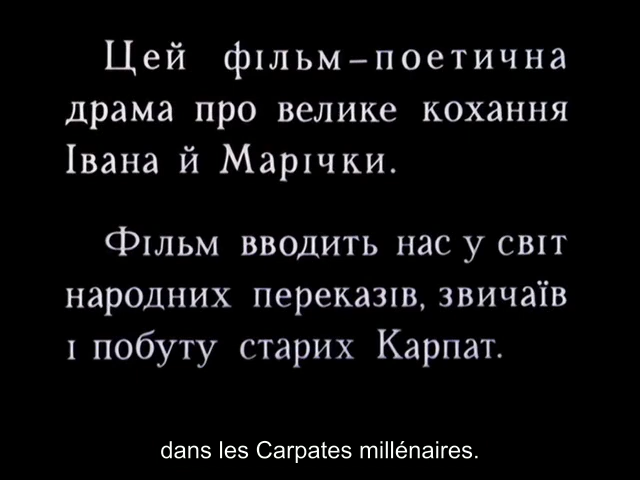 Цей фільм–поетична
драма про велике кохання
Івана й Марічки.
Фільм вводить нас у світ
народних переказів, звичаїв
і побуту старих Карпат.
dans les Carpates millénaires.